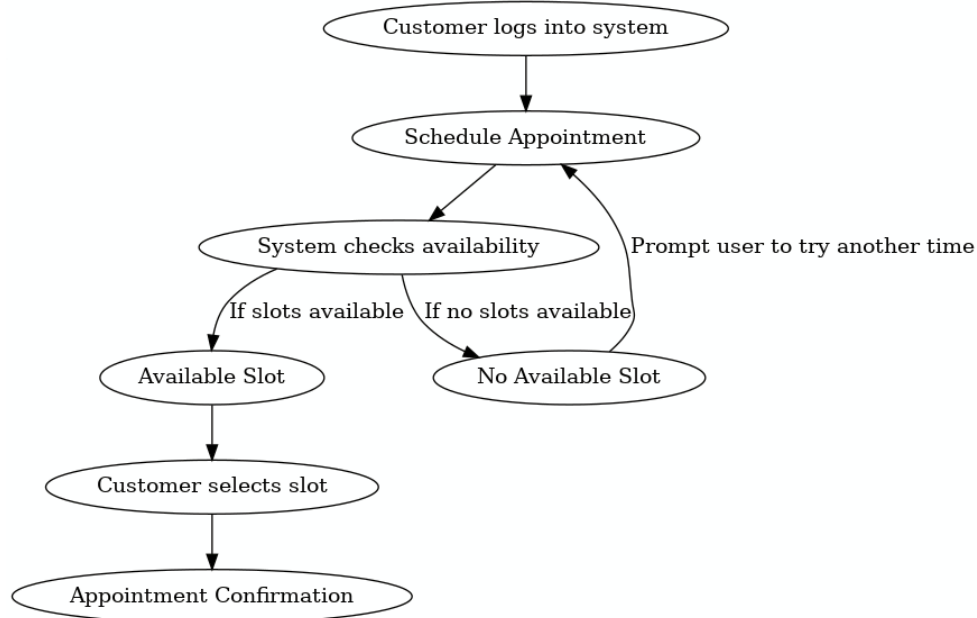 Customer logs into system
Schedule Appointment
System checks availability
Prompt user to try another time
If slots available
If no slots available
Available Slot
No Available Slot
Customer selects slot
Appointment Confirmation